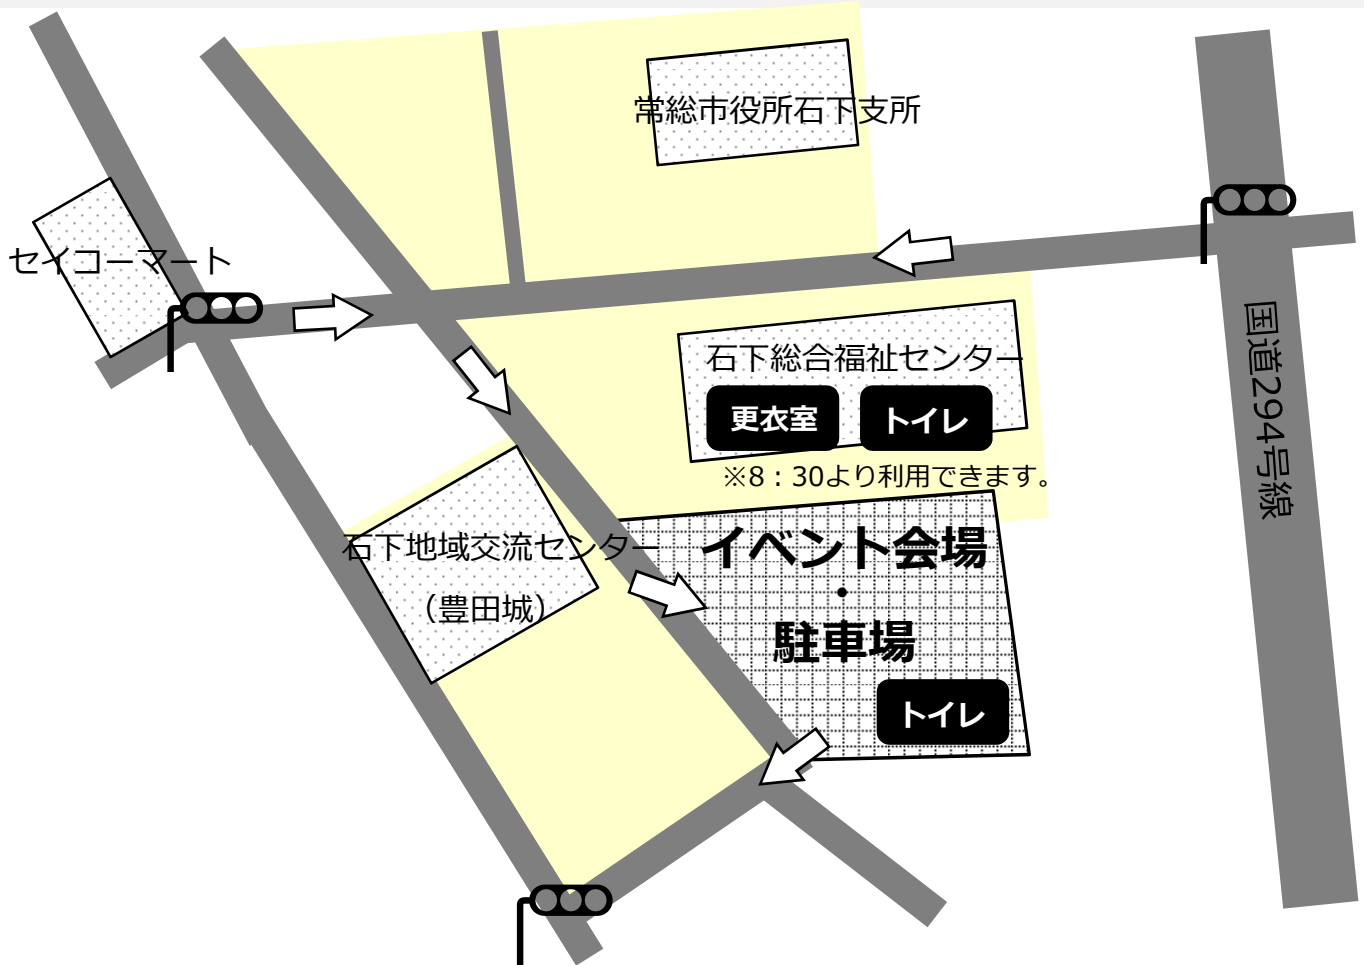 常総市役所石下支所
セイコーマート
国道294号線
石下総合福祉センター
更衣室
トイレ
※8：30より利用できます。
石下地域交流センター
（豊田城）
イベント会場
・
駐車場
トイレ